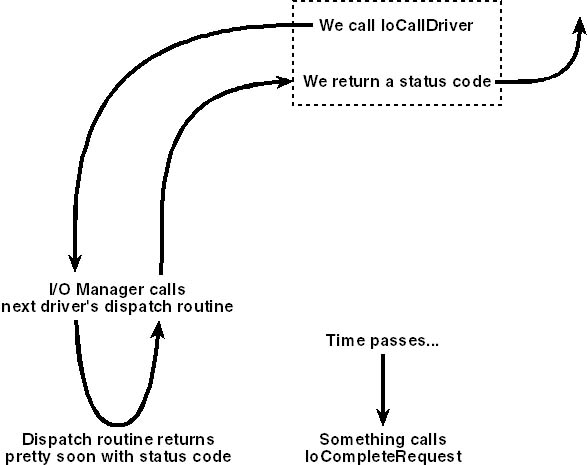 We call IoCallDriver
We return a status code
I/O Manager calls
next driver's dispatch routine
Time passes...
Dispatch routine returns
pretty soon with status code
Something calls
IoCompleteRequest